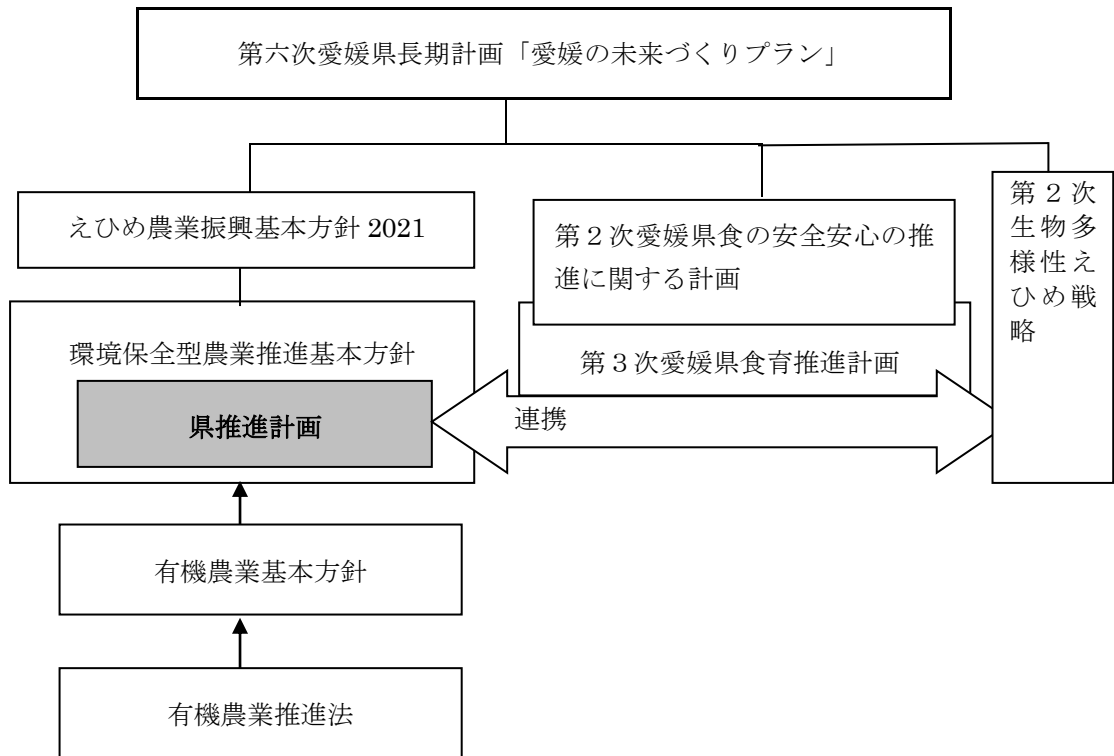 第六次愛媛県長期計画「愛媛の未来づくりプラン」
えひめ農業振興基本方針 2021
第２次愛媛県食の安全安心の推
進に関する計画
第３次愛媛県食育推進計画
第２次
生物多
様性え
ひめ戦
略
環境保全型農業推進基本方針
県推進計画
連携
有機農業基本方針
有機農業推進法